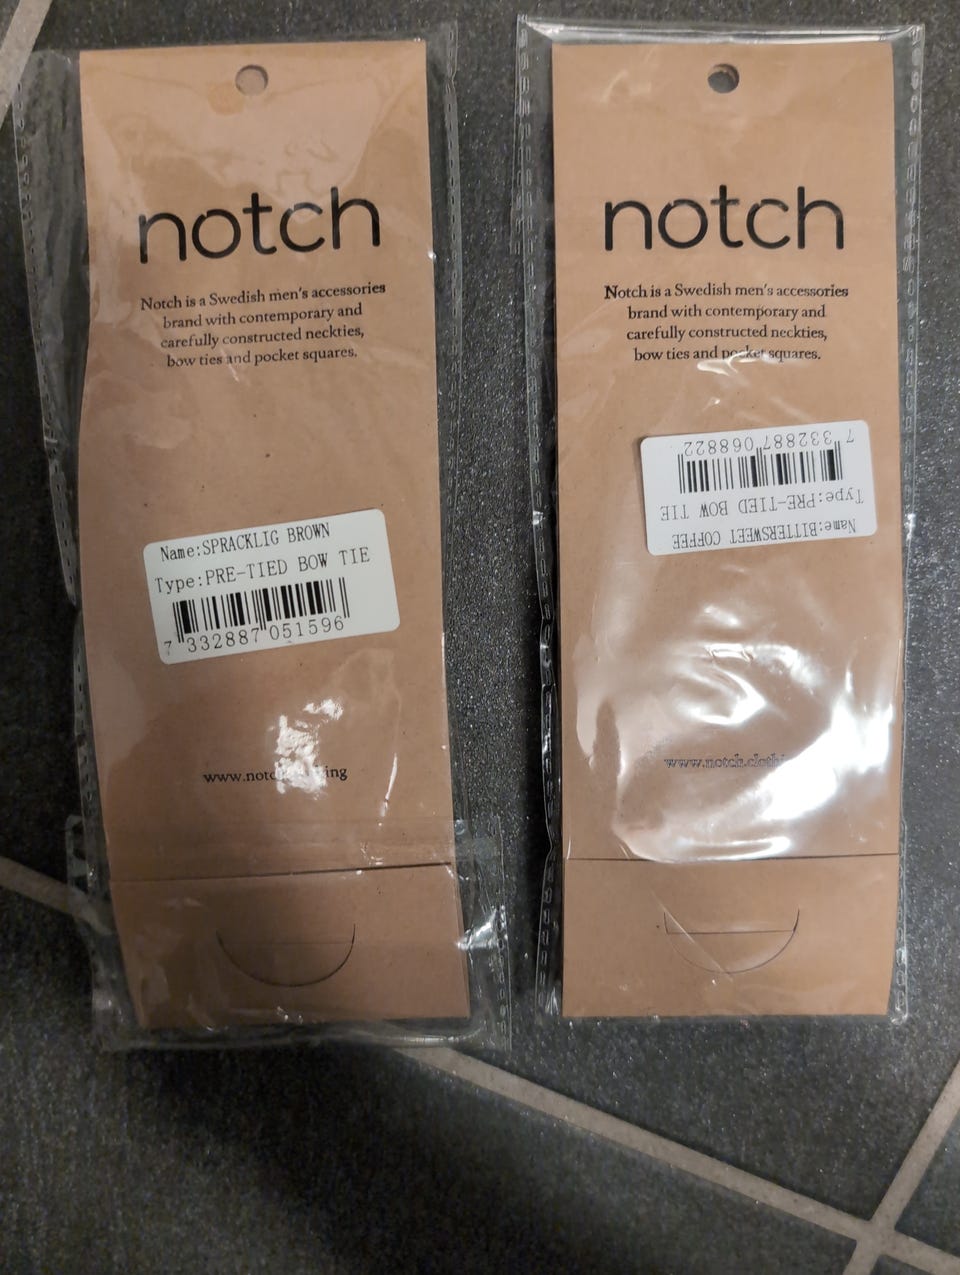 notch
Notch is a Swedish men's accessories
brand with contemporary and
carefully constructed neckties,
bow ties and pocket squares.
Name:SPRACKLIG BROWN
Type:PRE-TIED BOW TIE
7 332887 051596
notch
Notch is a Swedish men's accessories
brand with contemporary and
carefully constructed neckties,
bow ties and pocket squares.
Name:BITTERSWEET COFFEE
Type:PRE-TIED BOW TIE
7 332887 068822